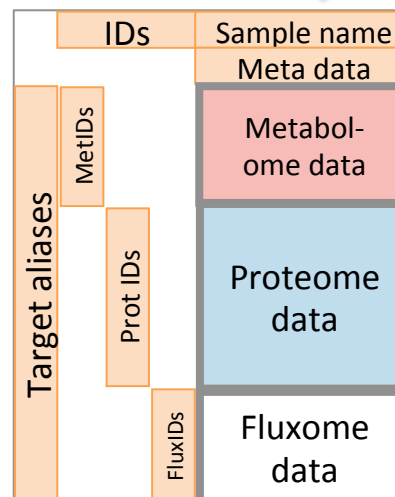 IDs
Sample name
Meta data
Target aliases
MetIDs
Metabol-
ome data
Prot IDs
Proteome
data
FluxIDs
Fluxome
data